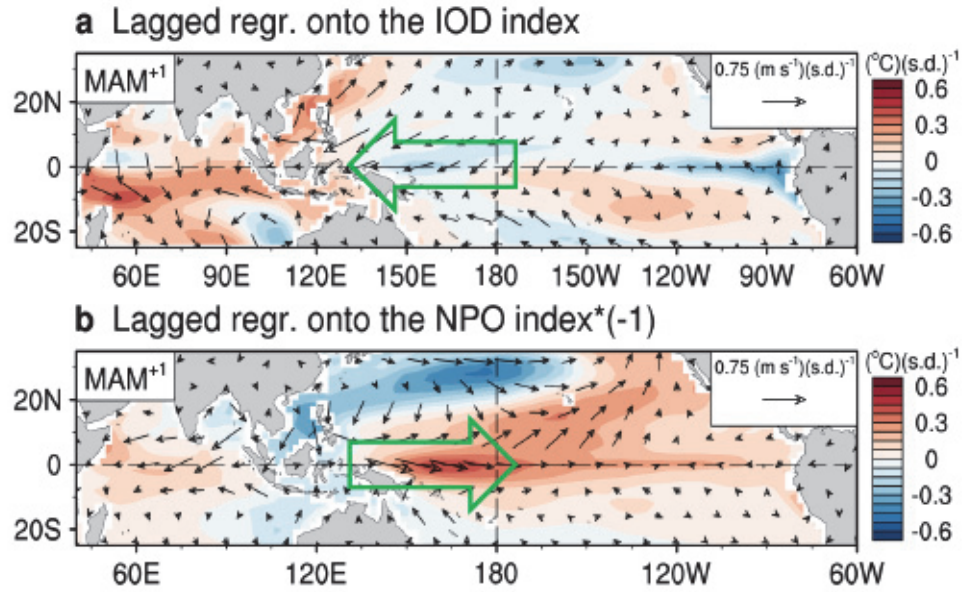 a Lagged regr. onto the IOD index
MAM+1
0.75 (m s⁻¹)(s.d.)⁻¹
(°C)(s.d.)⁻¹
20N
0
20S
0.6
0.3
0
-0.3
-0.6
60E 90E 120E 150E 180 150W 120W 90W 60W
b Lagged regr. onto the NPO index*(-1)
MAM+1
0.75 (m s⁻¹)(s.d.)⁻¹
(°C)(s.d.)⁻¹
20N
0
20S
0.6
0.3
0
-0.3
-0.6
60E 120E 180 120W 60W